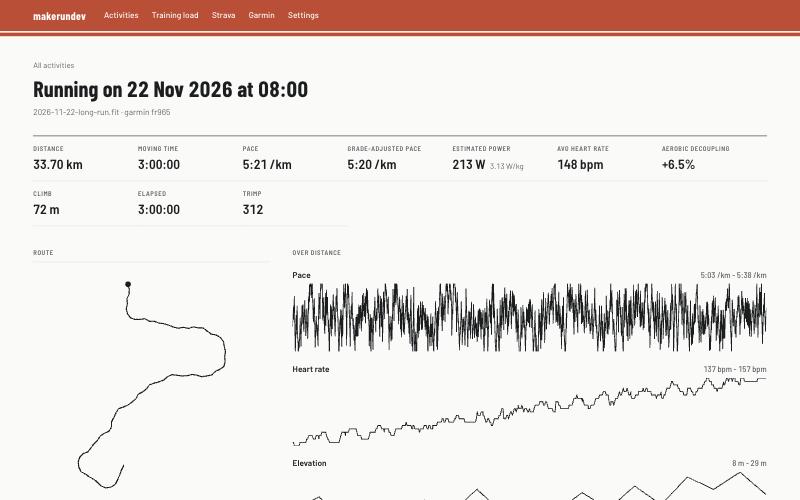 makerundev Activities Training load Strava Garmin Settings
All activities
Running on 22 Nov 2026 at 08:00
2026-11-22-long-run.fit · garmin fr965
DISTANCE MOVING TIME PACE GRADE-ADJUSTED PACE ESTIMATED POWER AVG HEART RATE AEROBIC DECOUPLING
33.70 km 3:00:00 5:21 /km 5:20 /km 213 W 3.13 W/kg 148 bpm +6.5%
CLIMB ELAPSED TRIMP
72 m 3:00:00 312
ROUTE OVER DISTANCE
Pace 5:03 /km - 5:38 /km
Heart rate 137 bpm - 157 bpm
Elevation 8 m - 29 m